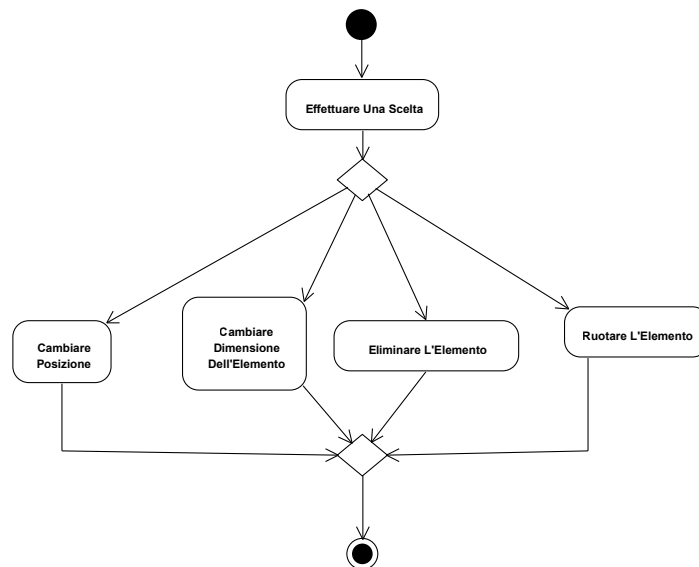 Effettuare Una Scelta
Cambiare
Posizione
Cambiare
Dimensione
Dell'Elemento
Eliminare L'Elemento
Ruotare L'Elemento